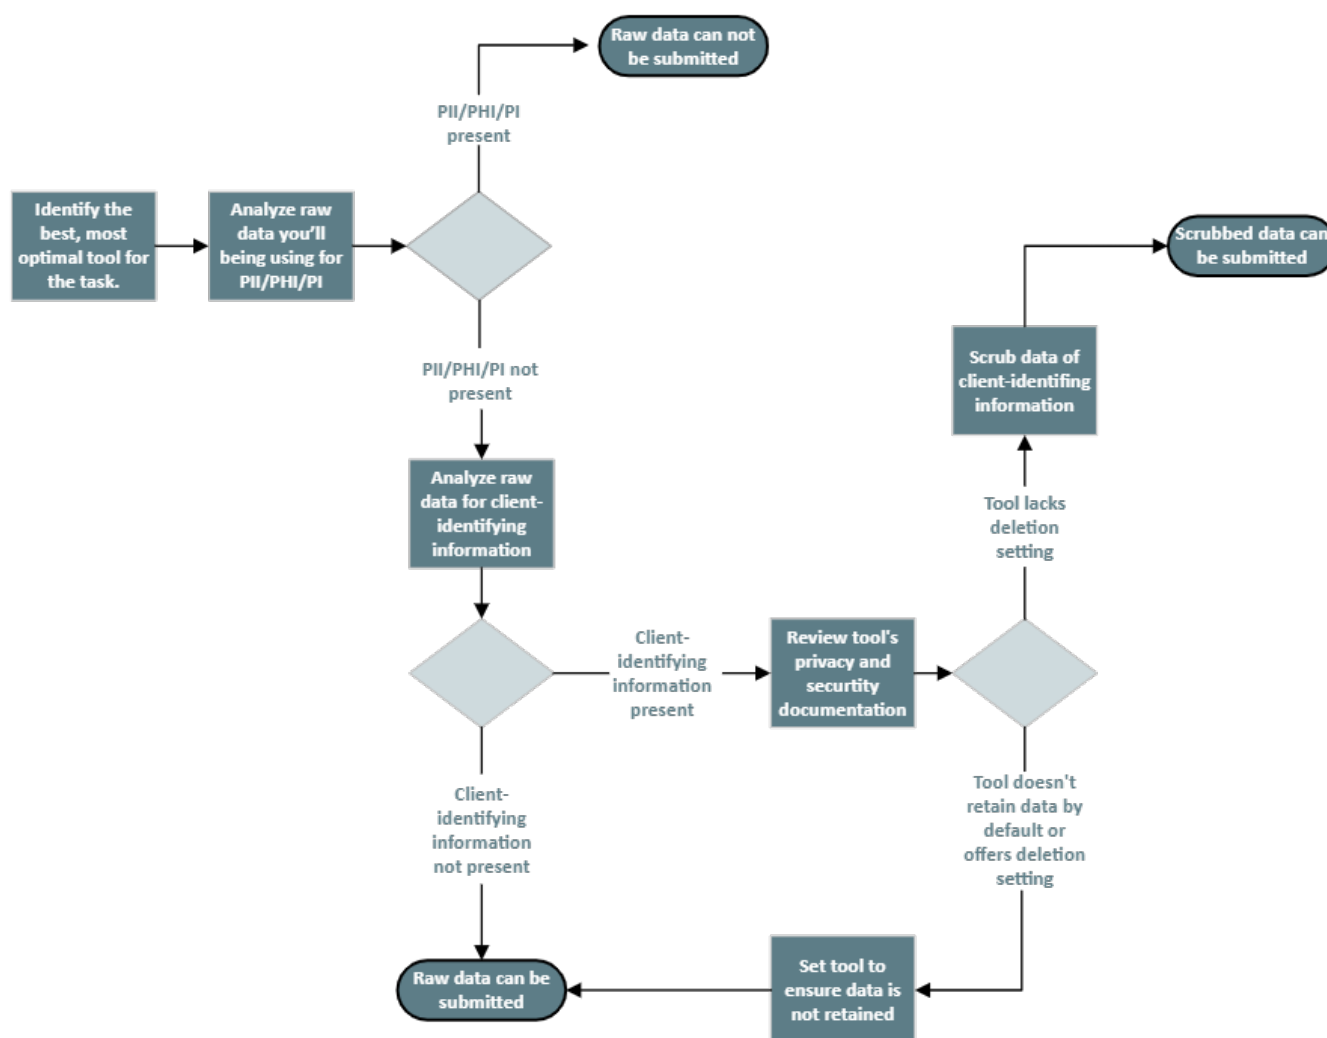 Raw data can not
be submitted
PII/PHI/PI
present
Identify the
best, most
optimal tool for
the task.
Analyze raw
data you’ll
being using for
PII/PHI/PI
Scrubbed data can
be submitted
PII/PHI/PI not
present
Scrub data of
client-identifing
information
Analyze raw
data for client-
identifying
information
Tool lacks
deletion
setting
Client-
identifying
information
present
Review tool's
privacy and
securtity
documentation
Client-
identifying
information
not present
Tool doesn't
retain data by
default or
offers deletion
setting
Raw data can be
submitted
Set tool to
ensure data is
not retained